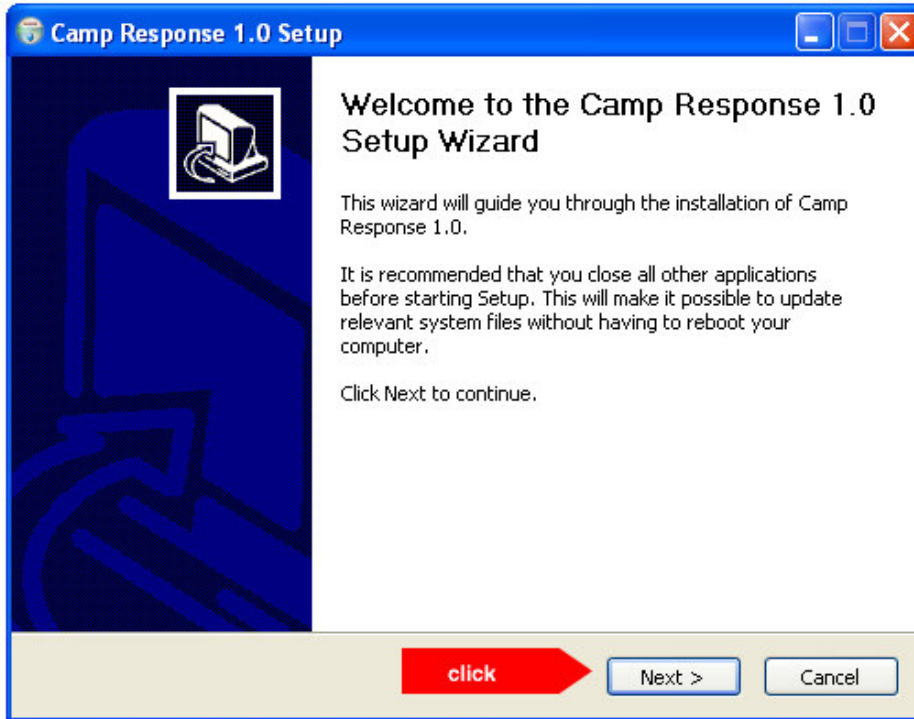 Camp Response 1.0 Setup
Welcome to the Camp Response 1.0
Setup Wizard
This wizard will guide you through the installation of Camp
Response 1.0.
It is recommended that you close all other applications
before starting Setup. This will make it possible to update
relevant system files without having to reboot your
computer.
Click Next to continue.
click
Next >
Cancel